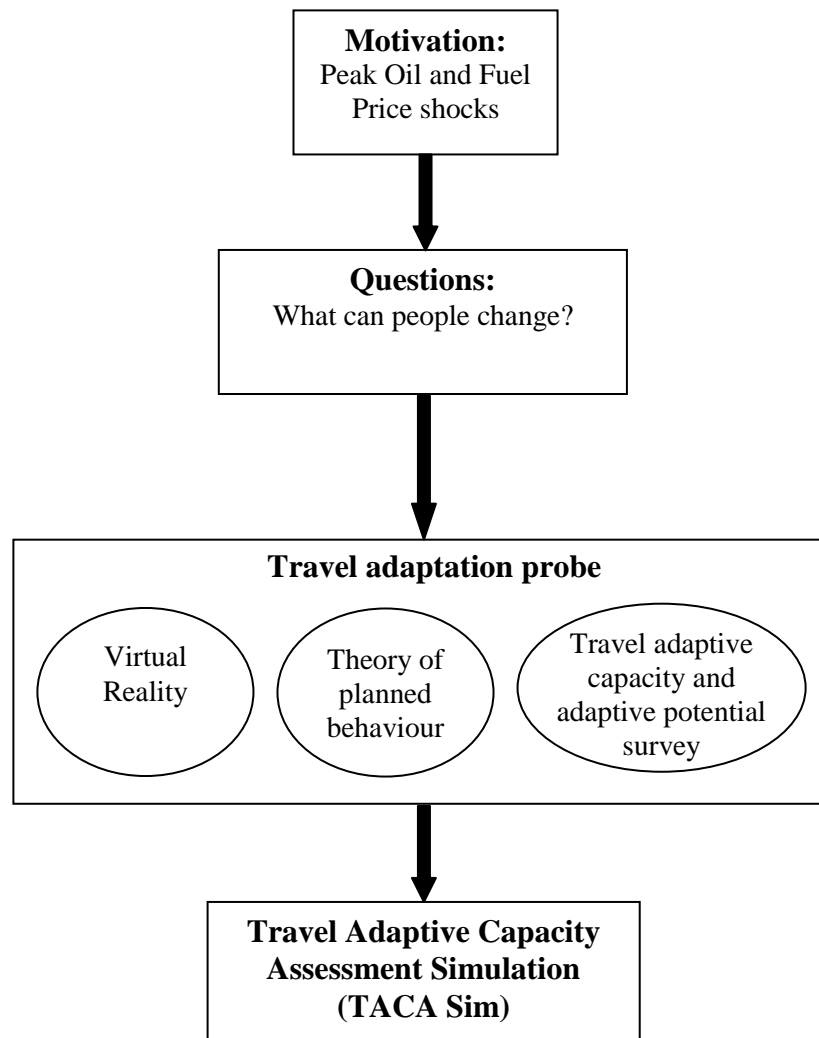 Motivation:
Peak Oil and Fuel
Price shocks
Questions:
What can people change?
Travel adaptation probe
Virtual
Reality
Theory of
planned
behaviour
Travel adaptive
capacity and
adaptive potential
survey
Travel Adaptive Capacity
Assessment Simulation
(TACA Sim)